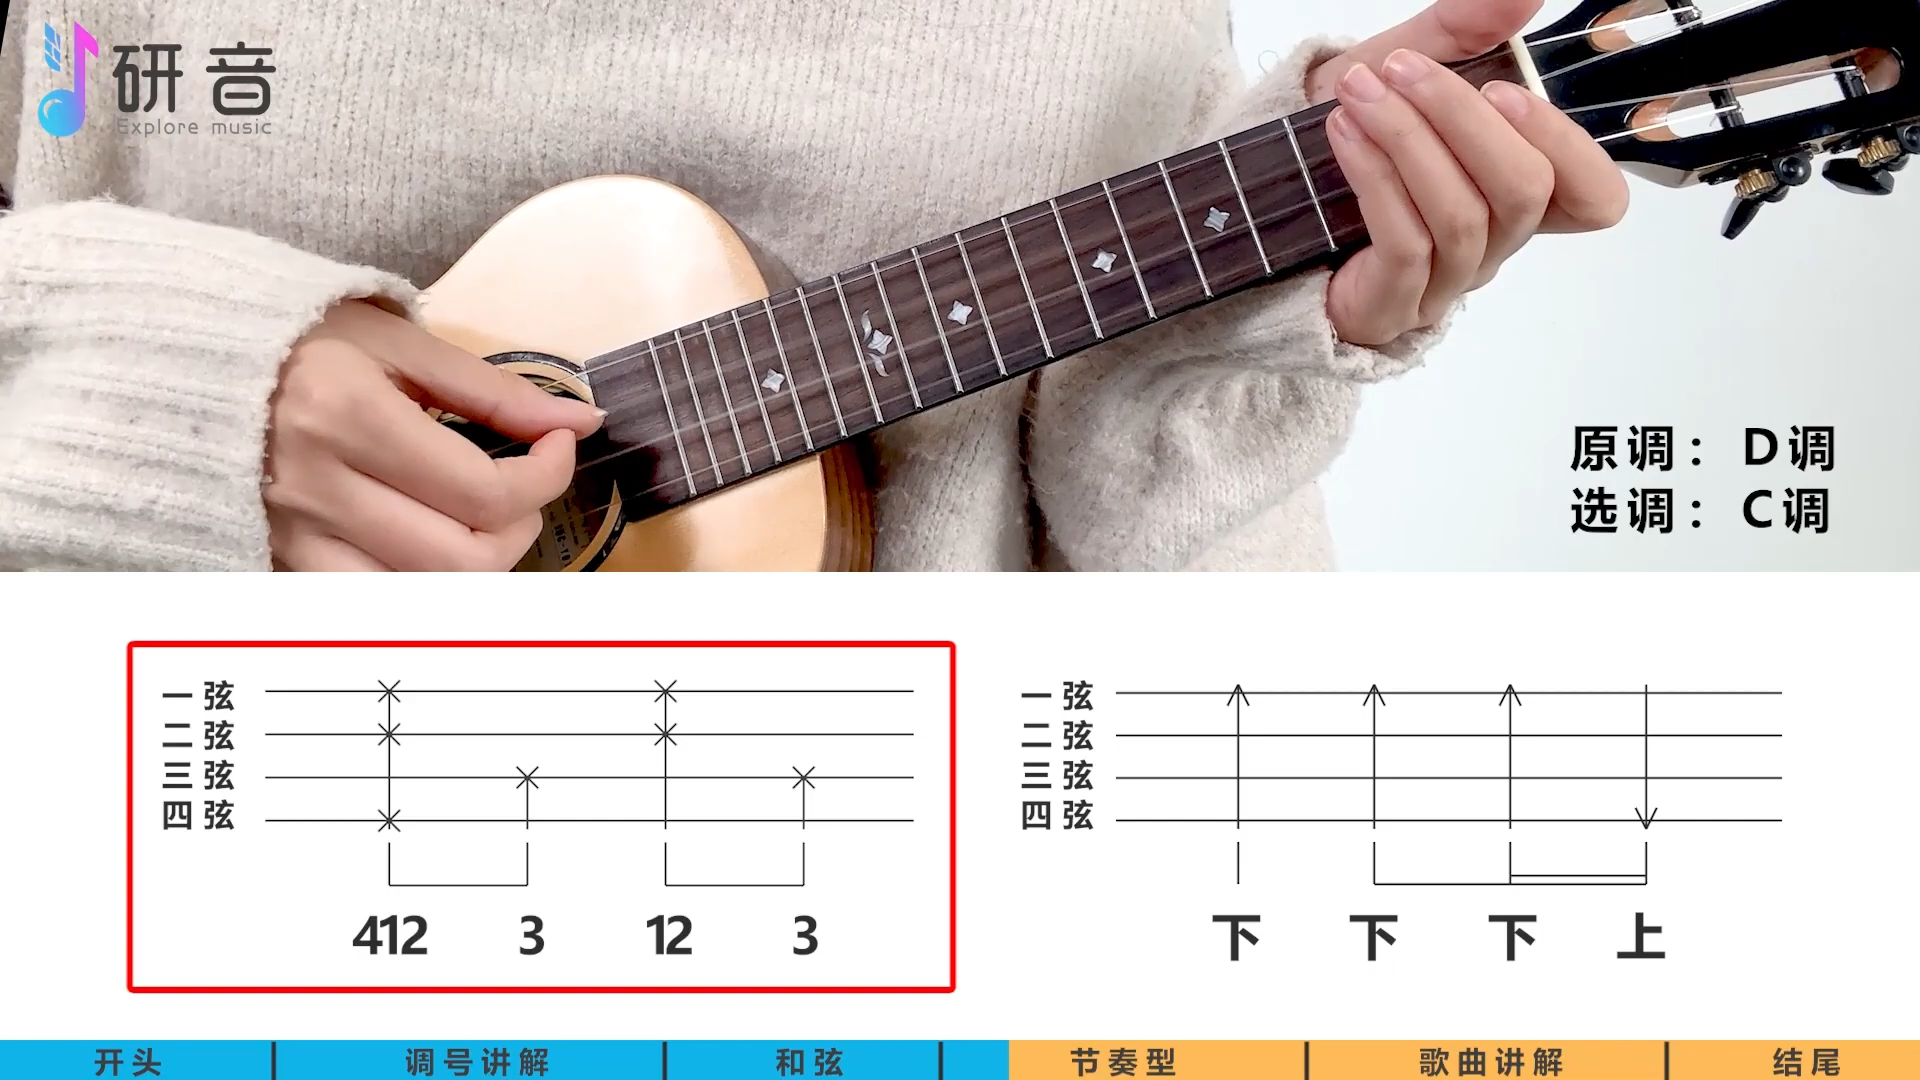 研音
Explore music
原调：D调
选调：C调
一弦
二弦
三弦
四弦
412 3 12 3
一弦
二弦
三弦
四弦
下 下 下 上
开头 调号讲解 和弦 节奏型 歌曲讲解 结尾